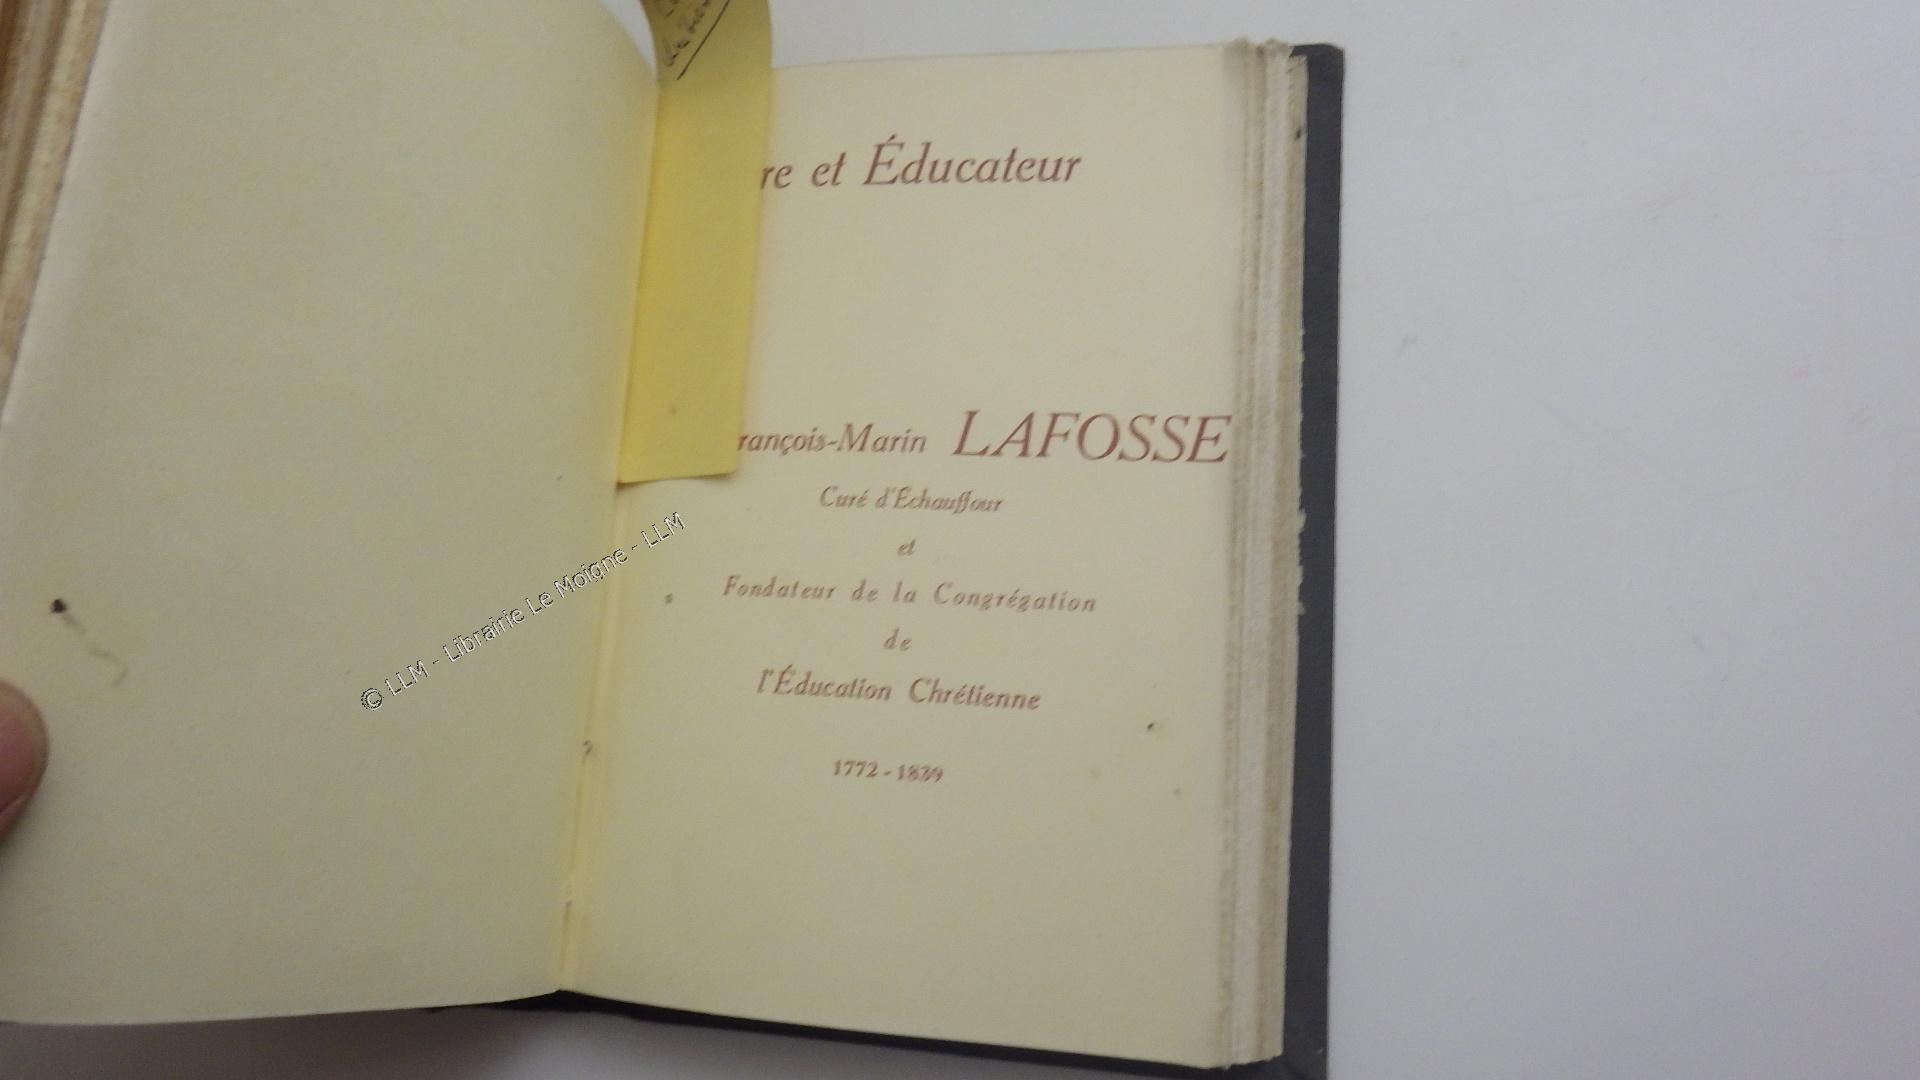 re et Éducateur
rançois-Marin LAFOSSE
Curé d'Échauffour
et
Fondateur de la Congrégation
de
l'Éducation Chrétienne
1772-1839
© LLM - Librairie Le Moigne - LLM